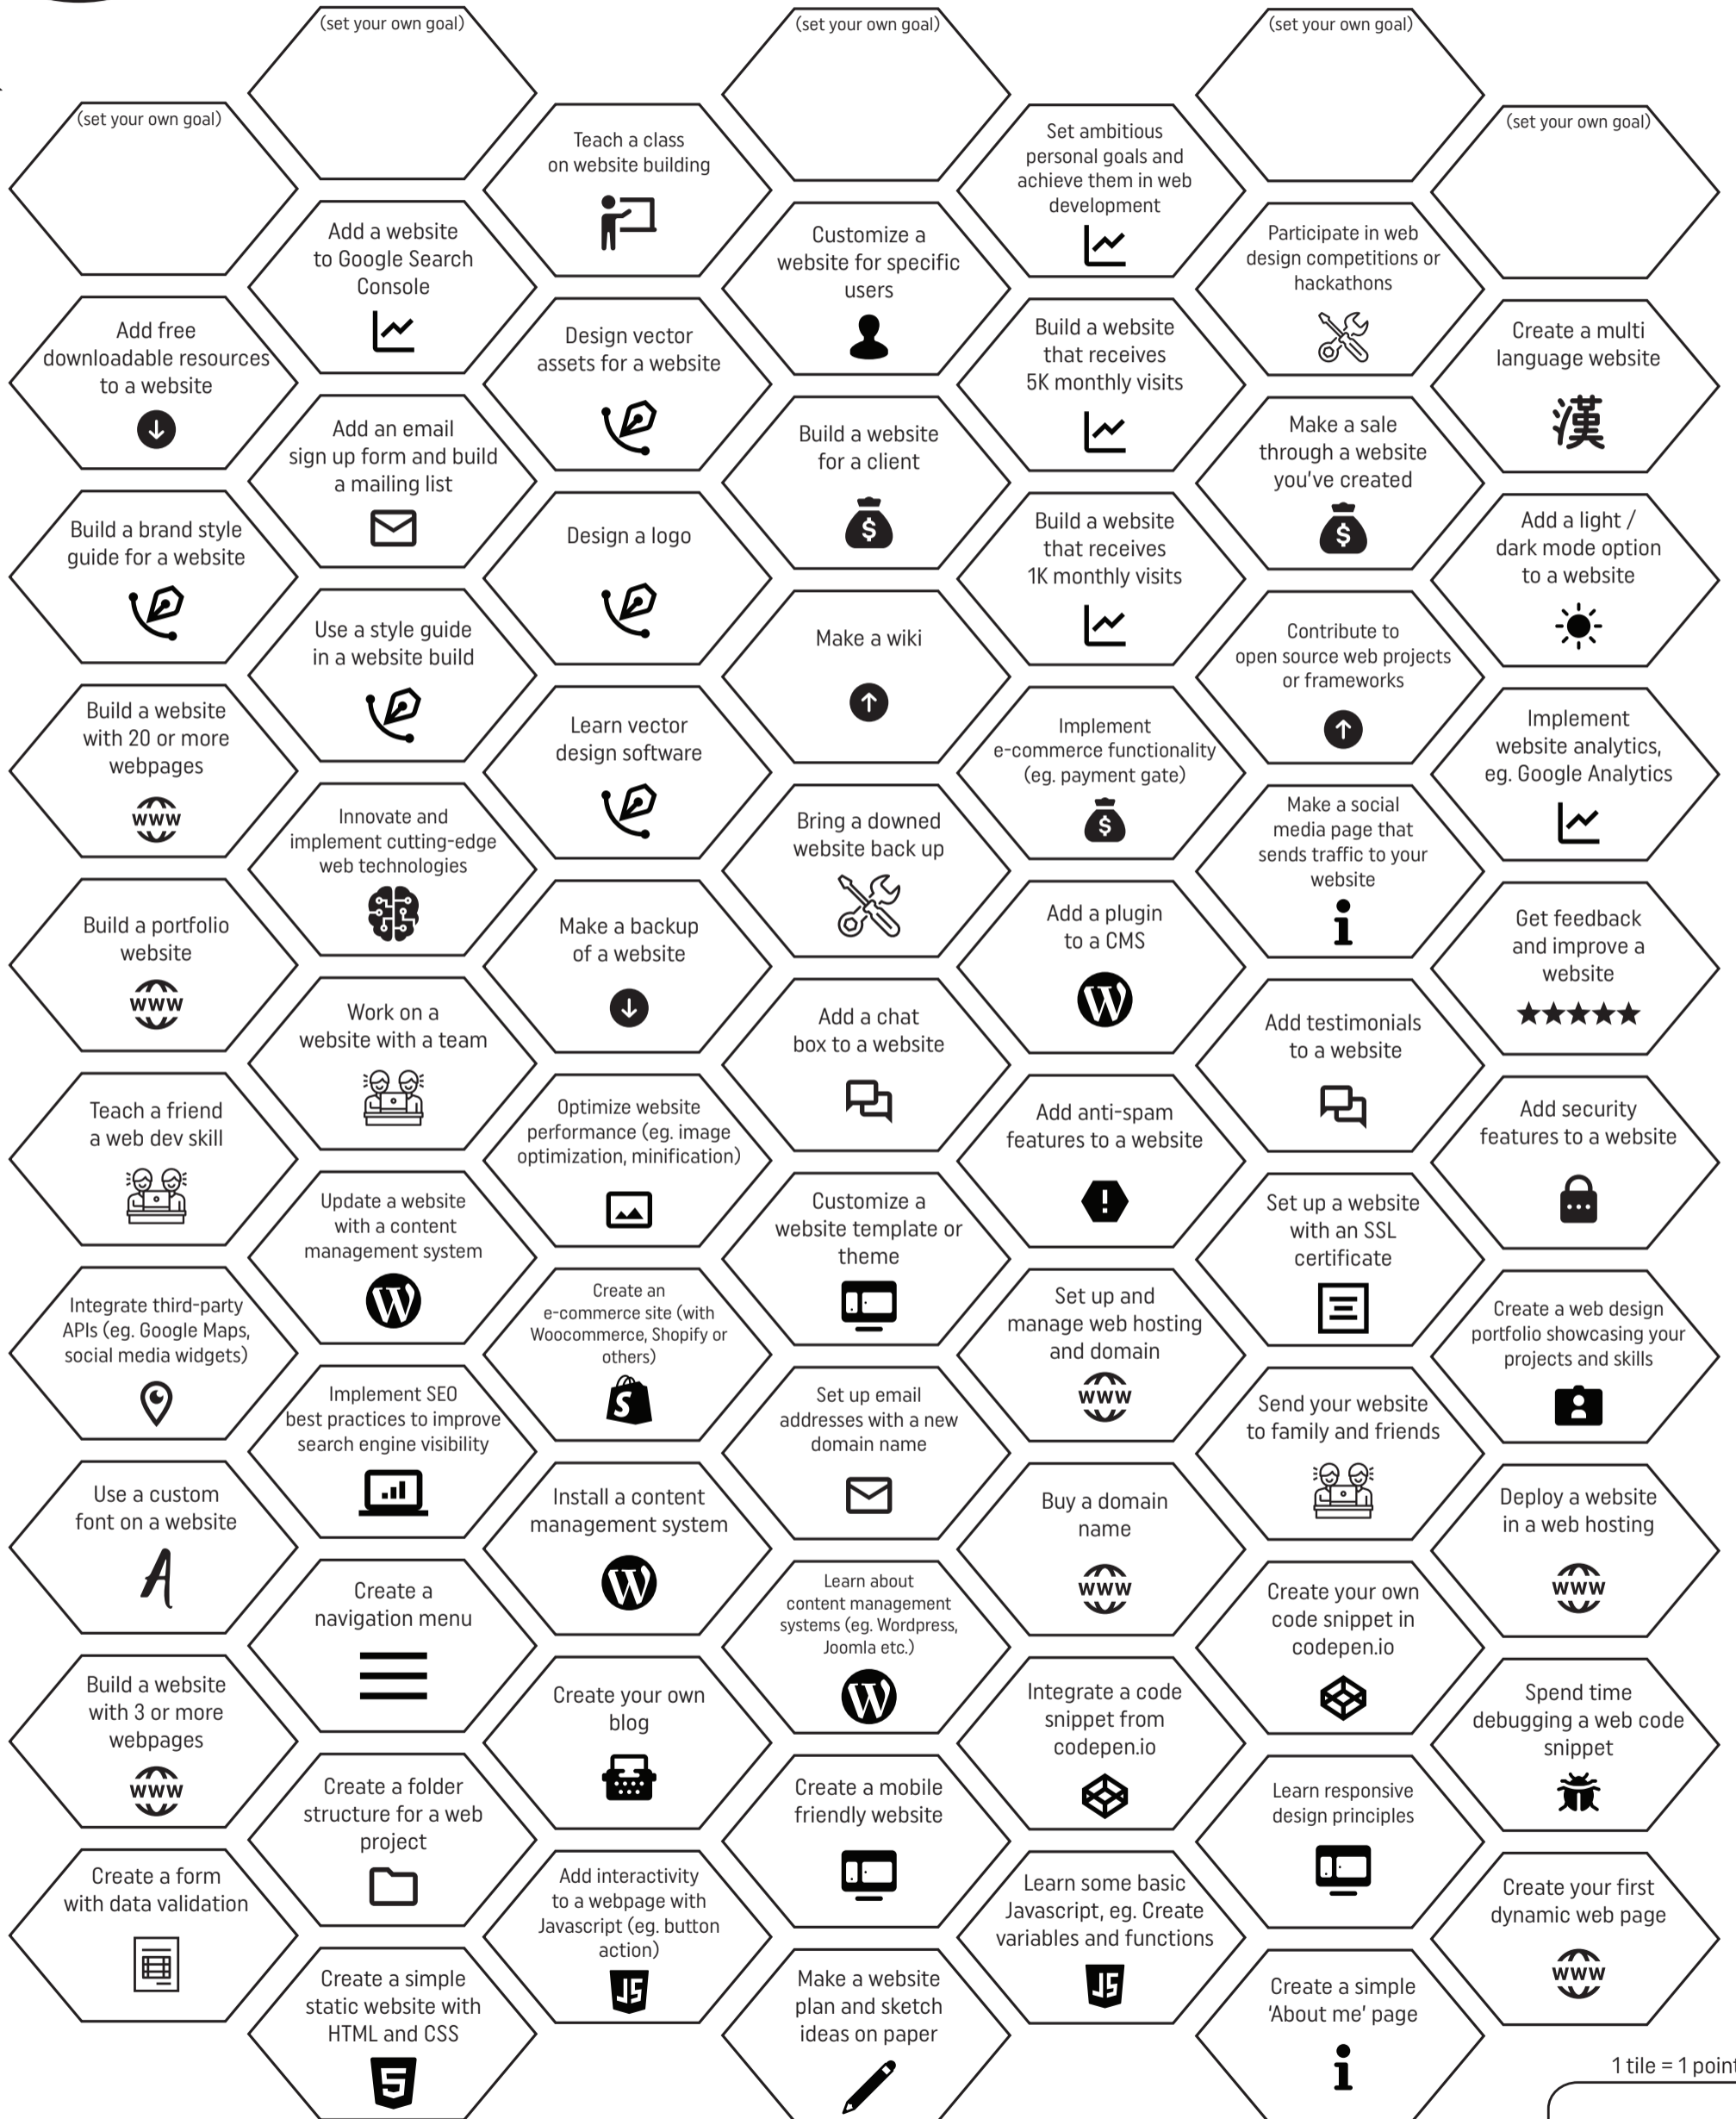 (set your own goal)
(set your own goal)
(set your own goal)
(set your own goal)
(set your own goal)
Teach a class
on website building
Set ambitious
personal goals and
achieve them in web
development
Add a website
to Google Search
Console
Customize a
website for specific
users
Participate in web
design competitions or
hackathons
Add free
downloadable resources
to a website
Design vector
assets for a website
Build a website
that receives
5K monthly visits
Create a multi
language website
漢
Add an email
sign up form and build
a mailing list
Build a website
for a client
$
Make a sale
through a website
you've created
$
Build a brand style
guide for a website
Design a logo
Build a website
that receives
1K monthly visits
Add a light /
dark mode option
to a website
Use a style guide
in a website build
Make a wiki
Contribute to
open source web projects
or frameworks
Build a website
with 20 or more
webpages
www
Learn vector
design software
Implement
e-commerce functionality
(eg. payment gate)
$
Implement
website analytics,
eg. Google Analytics
Innovate and
implement cutting-edge
web technologies
Bring a downed
website back up
Make a social
media page that
sends traffic to your
website
i
Build a portfolio
website
www
Make a backup
of a website
Add a plugin
to a CMS
W
Get feedback
and improve a
website
Work on a
website with a team
Add a chat
box to a website
Add testimonials
to a website
Teach a friend
a web dev skill
Optimize website
performance (eg. image
optimization, minification)
Add anti-spam
features to a website
!
Add security
features to a website
Update a website
with a content
management system
W
Customize a
website template or
theme
Set up a website
with an SSL
certificate
Integrate third-party
APIs (eg. Google Maps,
social media widgets)
Create an
e-commerce site (with
Woocommerce, Shopify or
others)
S
Set up and
manage web hosting
and domain
www
Create a web design
portfolio showcasing your
projects and skills
Implement SEO
best practices to improve
search engine visibility
Set up email
addresses with a new
domain name
Send your website
to family and friends
Use a custom
font on a website
A
Install a content
management system
W
Buy a domain
name
www
Deploy a website
in a web hosting
www
Create a
navigation menu
Learn about
content management
systems (eg. Wordpress,
Joomla etc.)
W
Create your own
code snippet in
codepen.io
Build a website
with 3 or more
webpages
www
Create your own
blog
Integrate a code
snippet from
codepen.io
Spend time
debugging a web code
snippet
Create a folder
structure for a web
project
Create a mobile
friendly website
Learn responsive
design principles
Create a form
with data validation
Add interactivity
to a webpage with
Javascript (eg. button
action)
JS
Learn some basic
Javascript, eg. Create
variables and functions
JS
Create your first
dynamic web page
www
Create a simple
static website with
HTML and CSS
5
Make a website
plan and sketch
ideas on paper
Create a simple
'About me' page
i
1 tile = 1 point